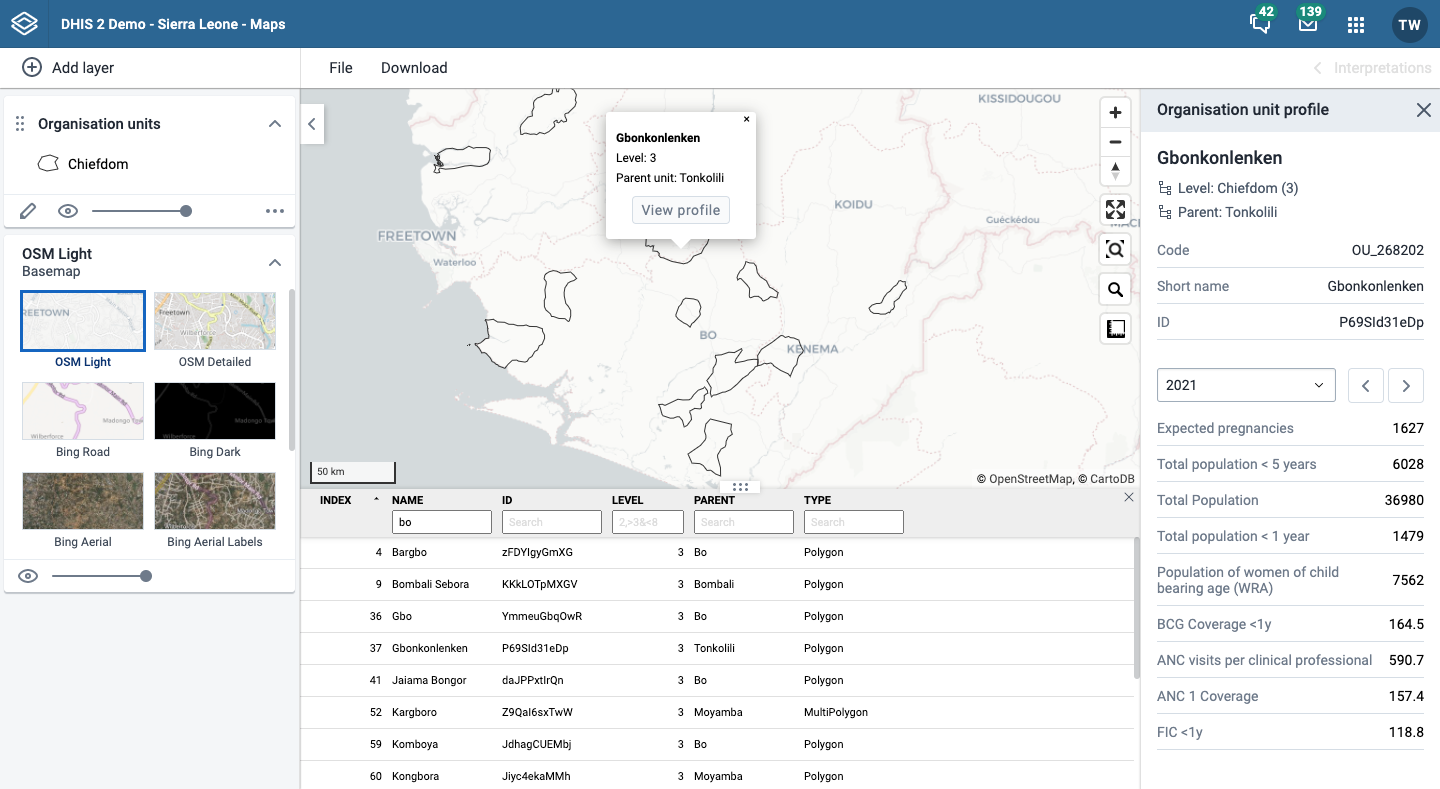 DHIS 2 Demo - Sierra Leone - Maps
42
139
TW
Add layer
File
Download
Interpretations
Organisation units
Chiefdom
OSM Light
Basemap
REETOWN
Freetown
Wilberforce
OSM Light
OSM Detailed
Wilberforce
Madongo Tow
Bing Road
Bing Dark
Bing Aerial
Bing Aerial Labels
KISSIDOUGOU
KOIDU
Guéckédou
MAC
FREETOWN
Waterloo
BO
KENEMA
Gbonkonlenken
Level: 3
Parent unit: Tonkolili
View profile
50 km
© OpenStreetMap, © CartoDB
INDEX NAME ID LEVEL PARENT TYPE
bo Search 2,>3&<8 Search Search
4 Bargbo zFDYIgyGmXG 3 Bo Polygon
9 Bombali Sebora KKkLOTpMXGV 3 Bombali Polygon
36 Gbo YmmeuGbqOwR 3 Bo Polygon
37 Gbonkonlenken P69SId31eDp 3 Tonkolili Polygon
41 Jaiama Bongor daJPPxtIrQn 3 Bo Polygon
52 Kargboro Z9QaI6sxTwW 3 Moyamba MultiPolygon
59 Komboya JdhagCUEMbj 3 Bo Polygon
60 Kongbora Jiyc4ekaMMh 3 Moyamba Polygon
Organisation unit profile
Gbonkonlenken
Level: Chiefdom (3)
Parent: Tonkolili
Code OU_268202
Short name Gbonkonlenken
ID P69SId31eDp
2021
Expected pregnancies 1627
Total population < 5 years 6028
Total Population 36980
Total population < 1 year 1479
Population of women of child
bearing age (WRA) 7562
BCG Coverage <1y 164.5
ANC visits per clinical professional 590.7
ANC 1 Coverage 157.4
FIC <1y 118.8